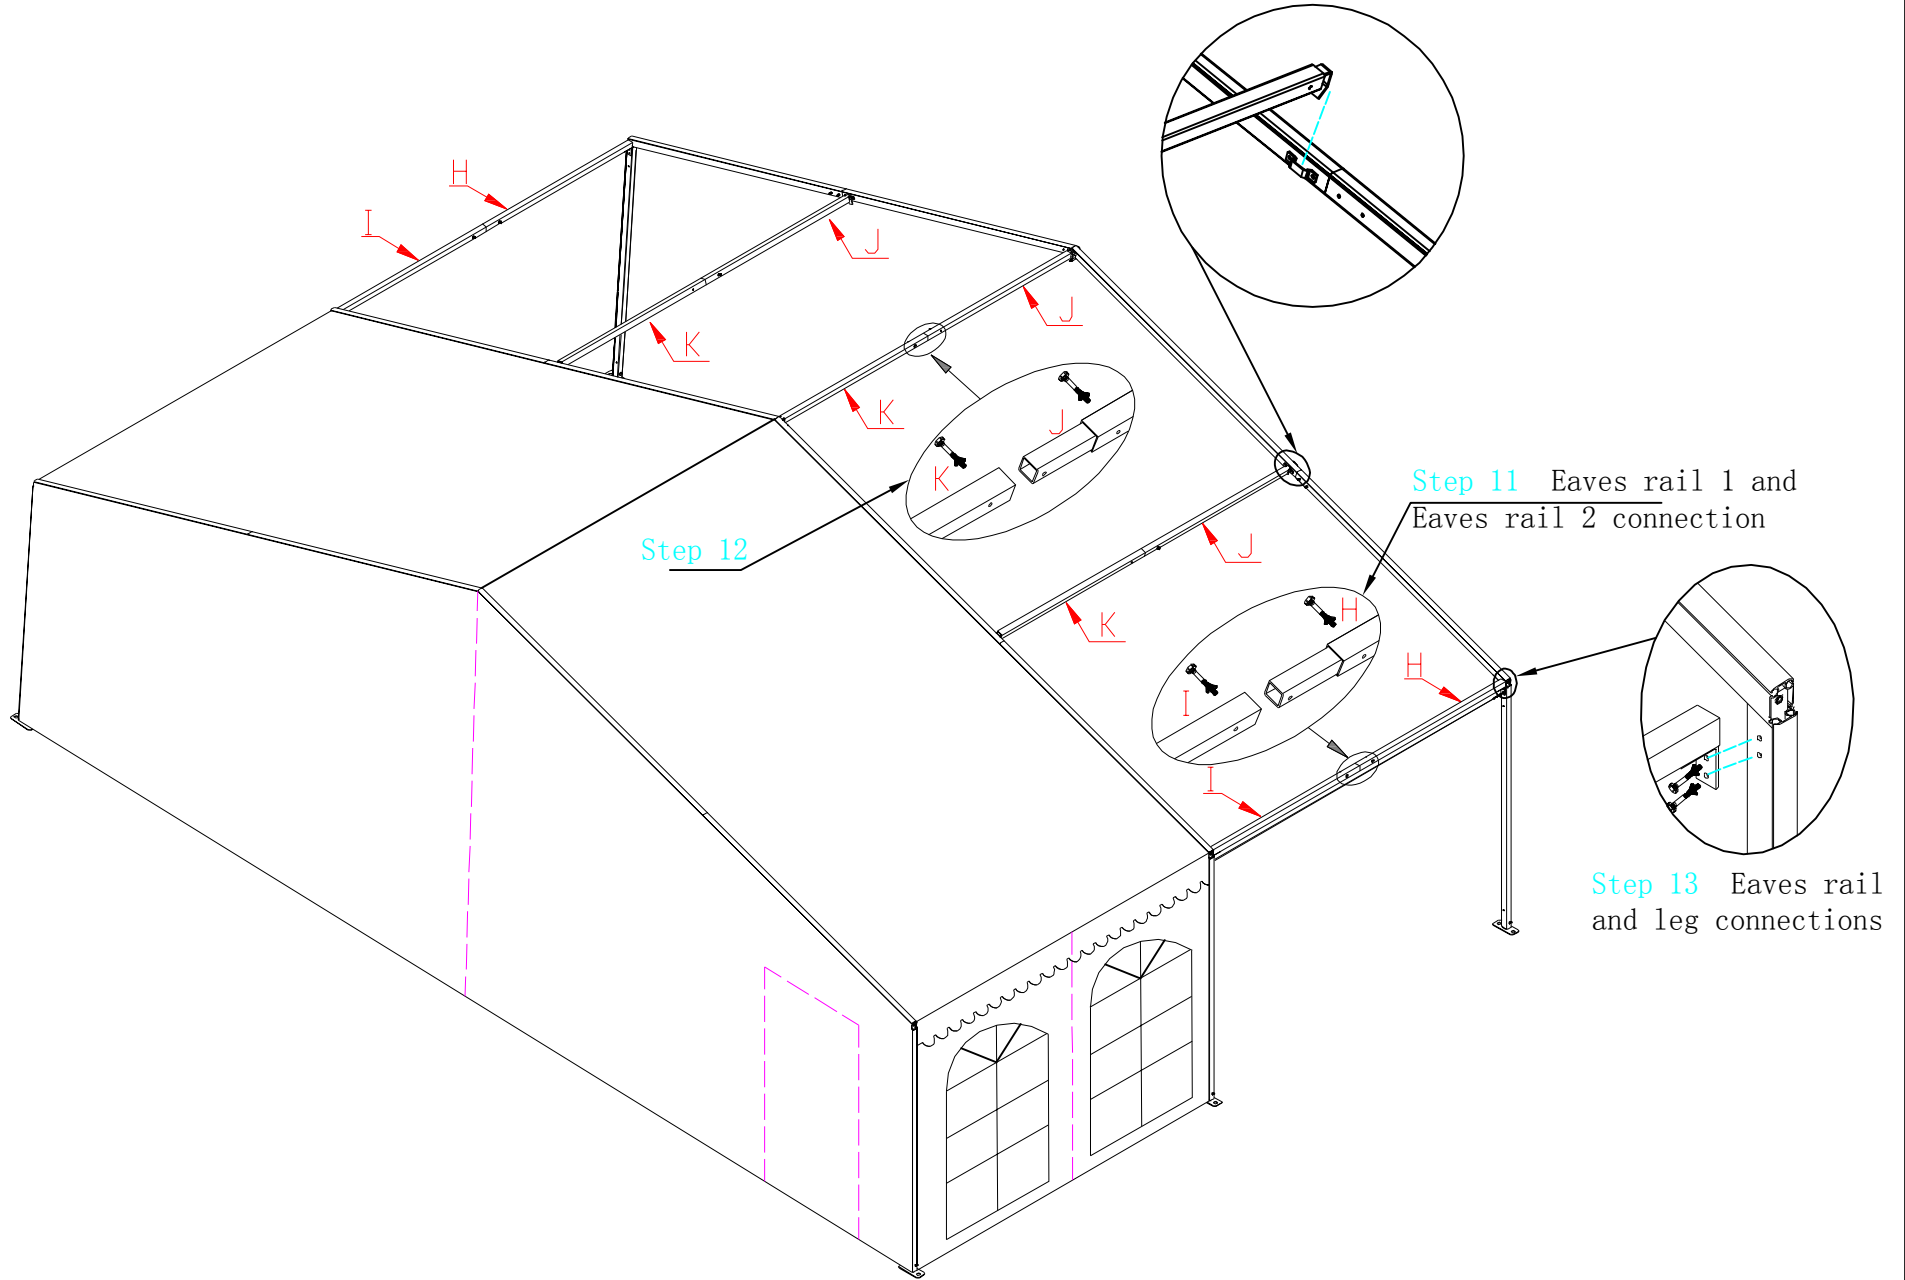 H
I
J
J
K
K
J
K
Step 11 Eaves rail 1 and
Eaves rail 2 connection
Step 12
J
K
H
H
I
I
Step 13 Eaves rail
and leg connections